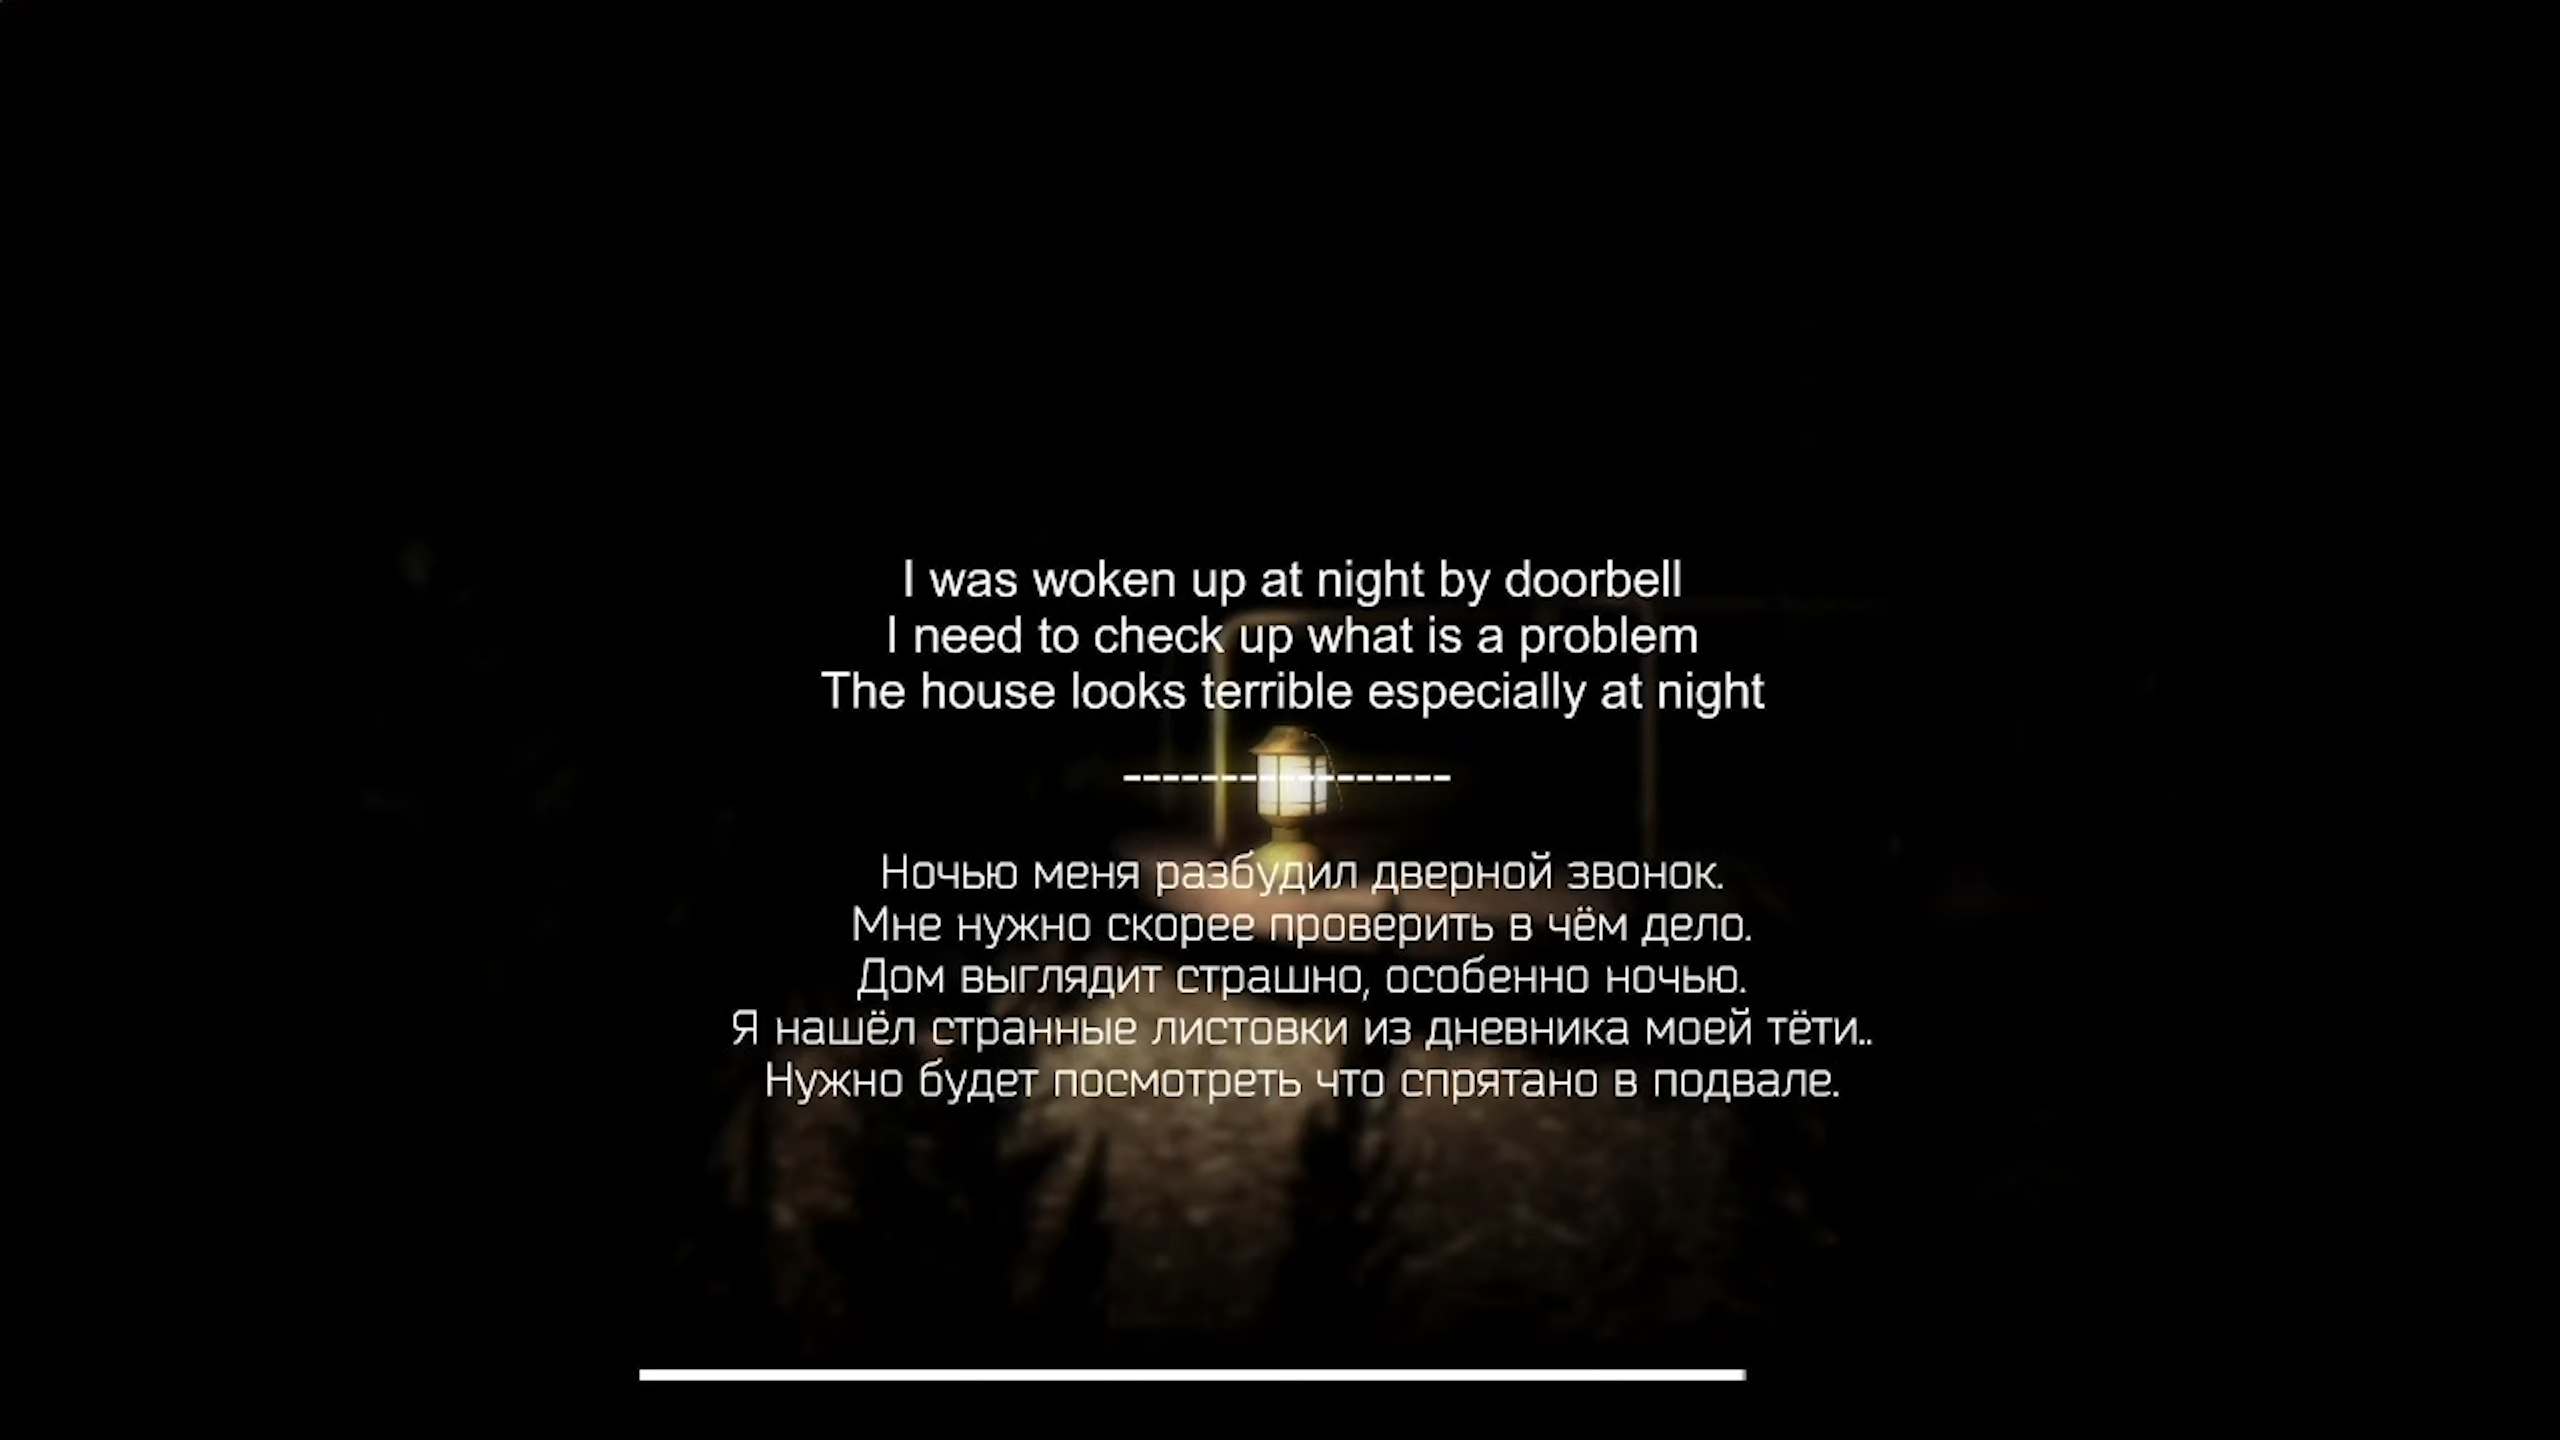 I was woken up at night by doorbell
I need to check up what is a problem
The house looks terrible especially at night
-----------------
Ночью меня разбудил дверной звонок.
Мне нужно скорее проверить в чём дело.
Дом выглядит страшно, особенно ночью.
Я нашёл странные листовки из дневника моей тёти..
Нужно будет посмотреть что спрятано в подвале.